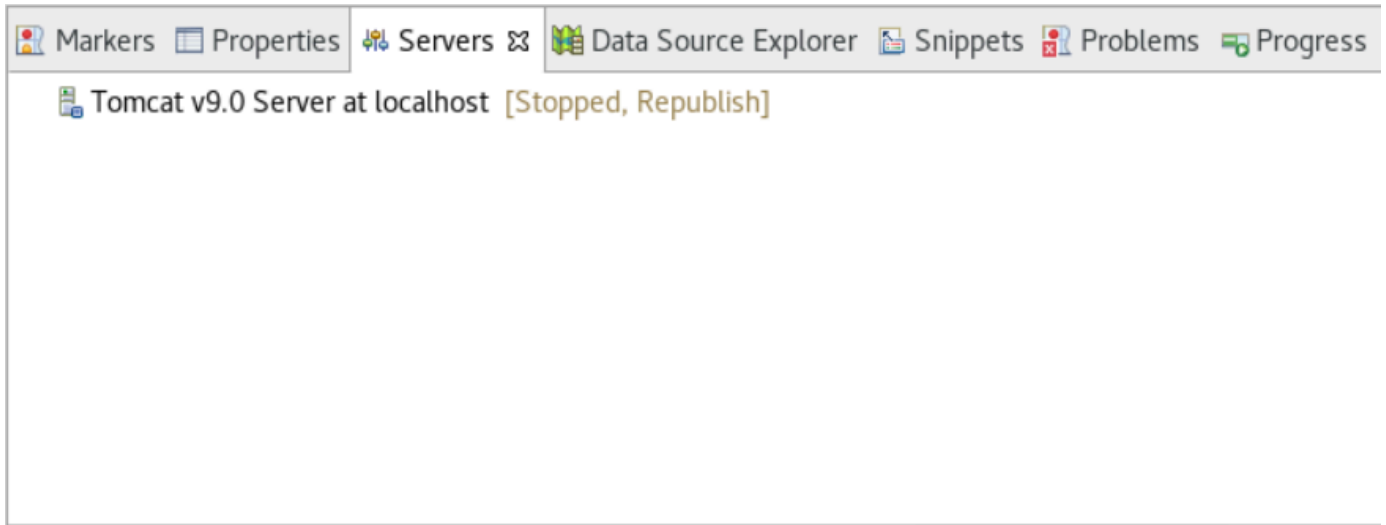 Markers Properties Servers Data Source Explorer Snippets Problems Progress
Tomcat v9.0 Server at localhost [Stopped, Republish]